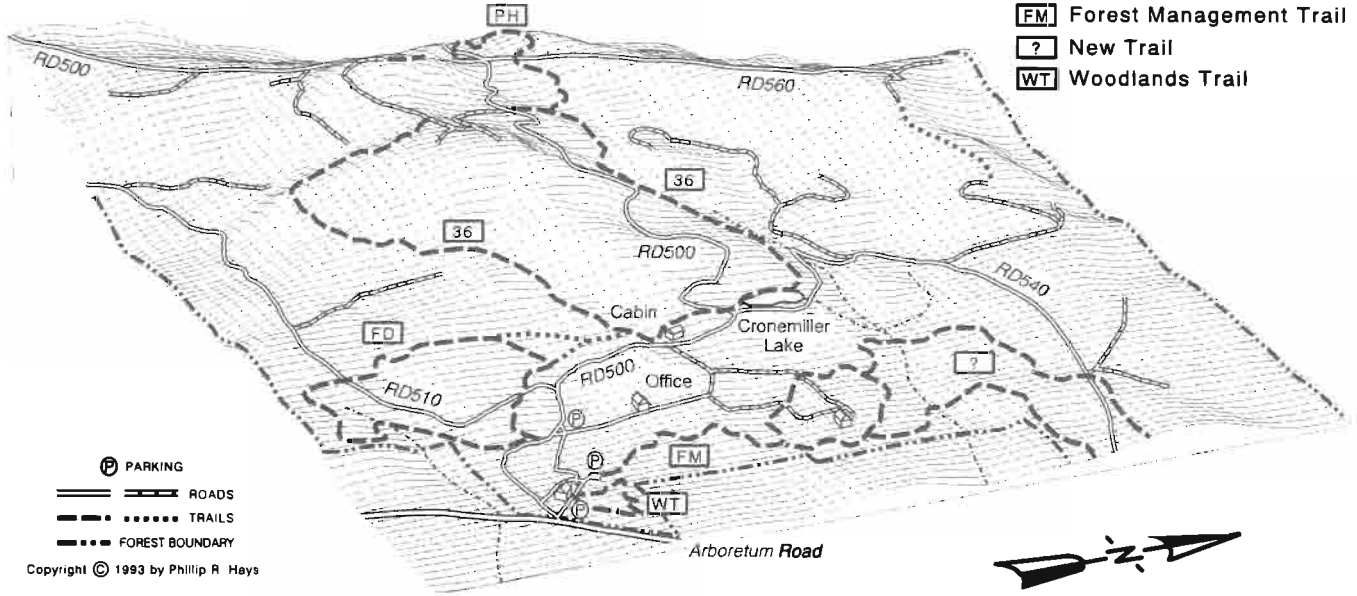 PH
FM Forest Management Trail
? New Trail
WT Woodlands Trail
RD500
RD560
36
36
RD500
RD540
Cabin
Cronemiller
Lake
FD
?
RD500
Office
RD510
P
FM
P
P PARKING
ROADS
WT
P
TRAILS
FOREST BOUNDARY
Arboretum Road
N
Copyright © 1993 by Phillip R Hays